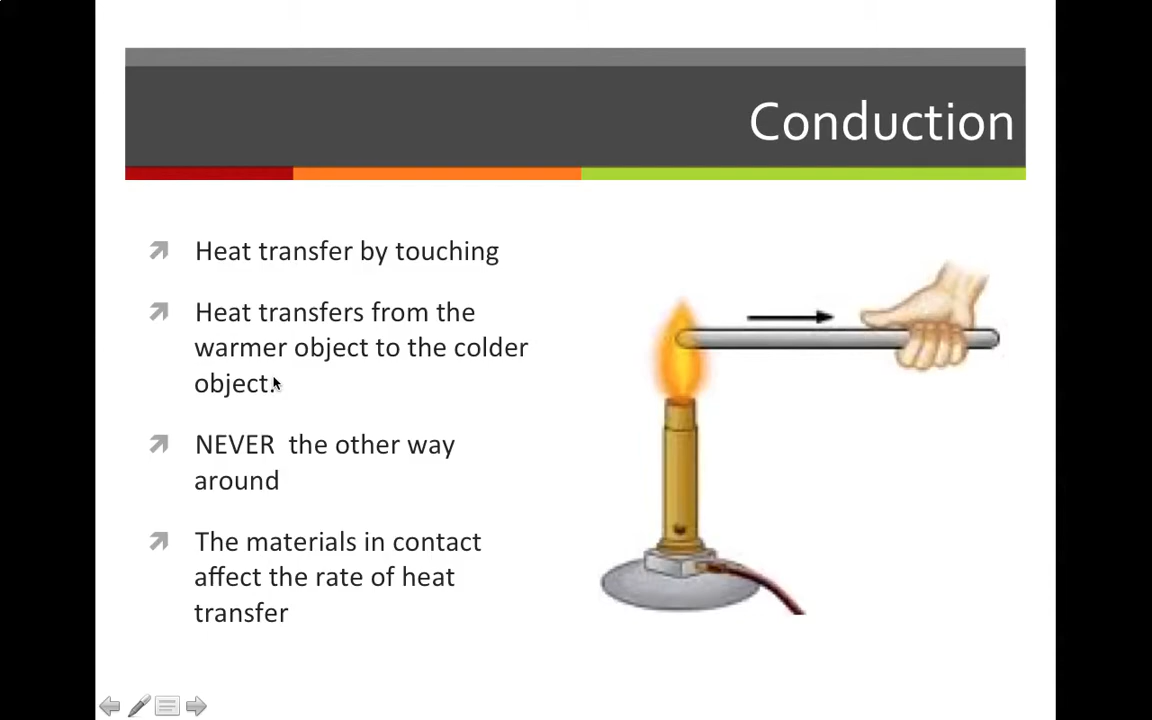 Conduction
Heat transfer by touching
Heat transfers from the
warmer object to the colder
object.
NEVER the other way
around
The materials in contact
affect the rate of heat
transfer